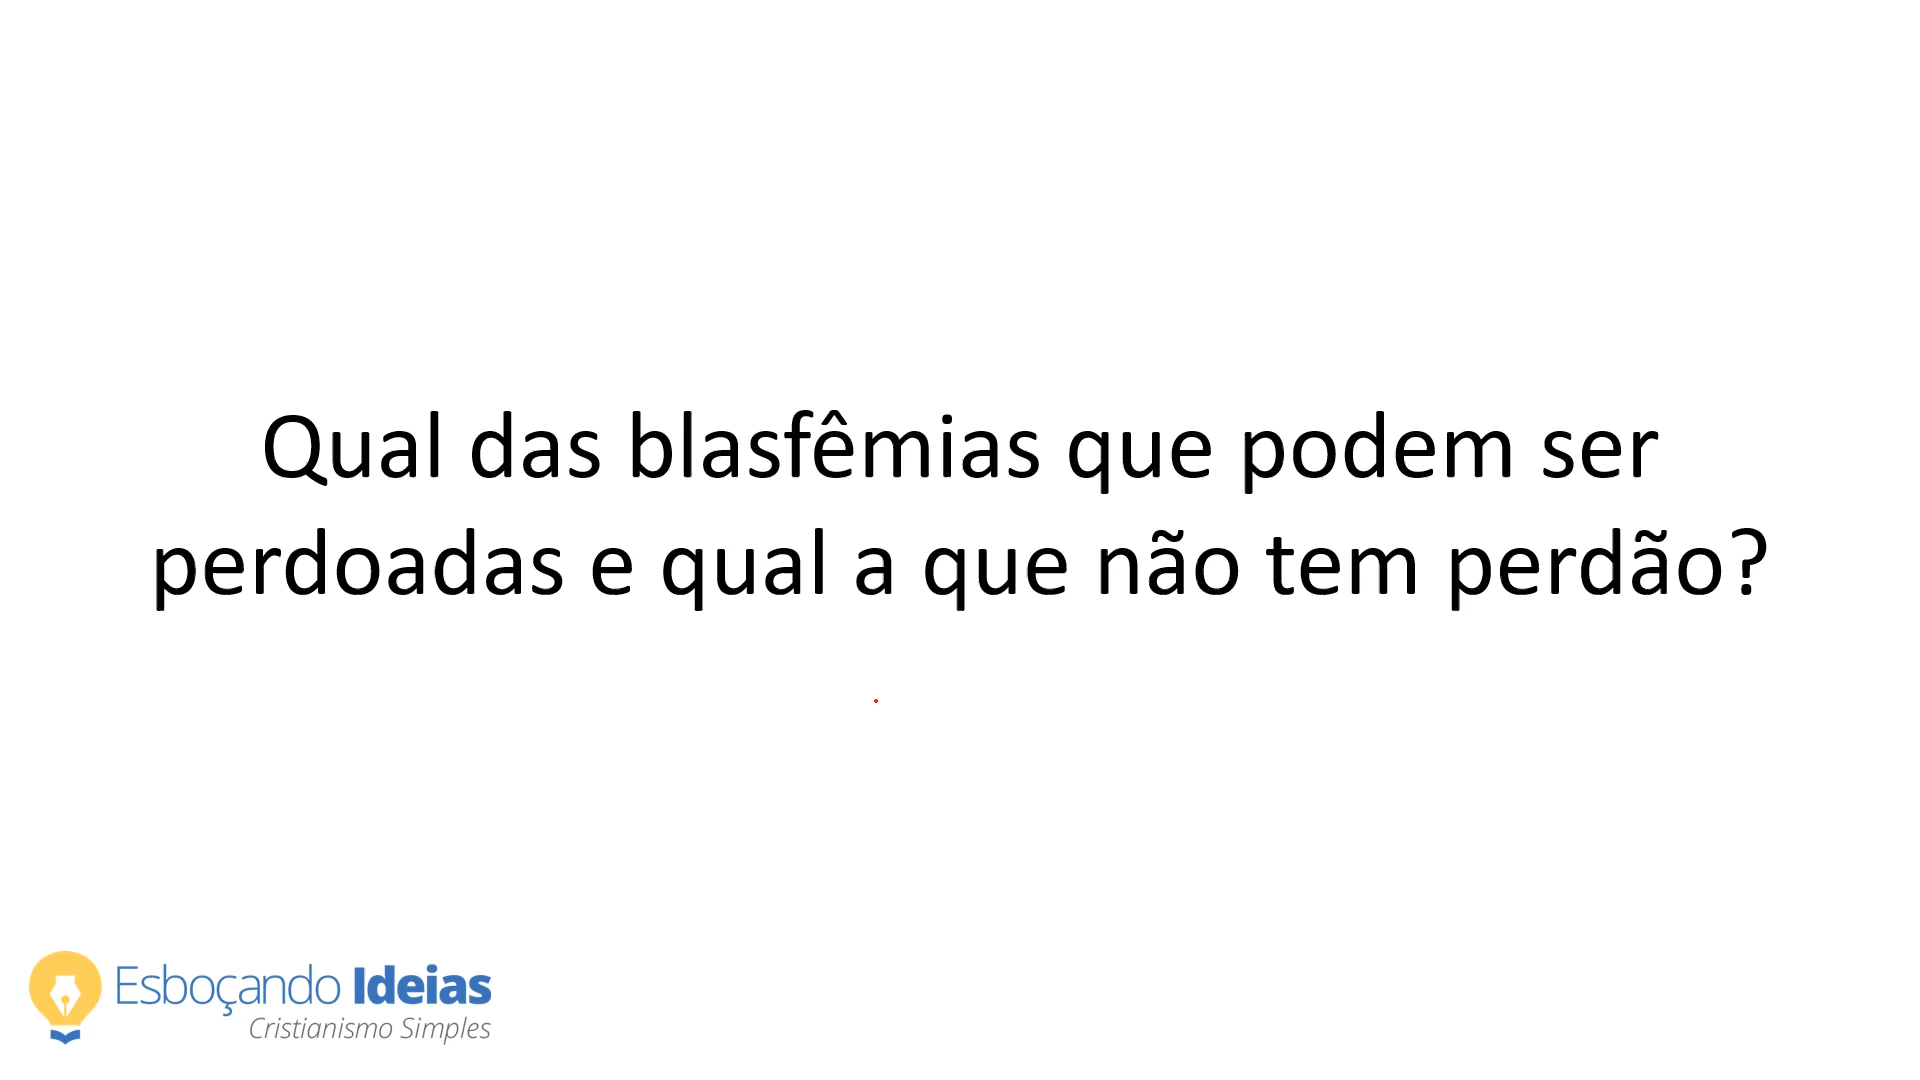 Qual das blasfêmias que podem ser
perdoadas e qual a que não tem perdão?
Esboçando Ideias
Cristianismo Simples